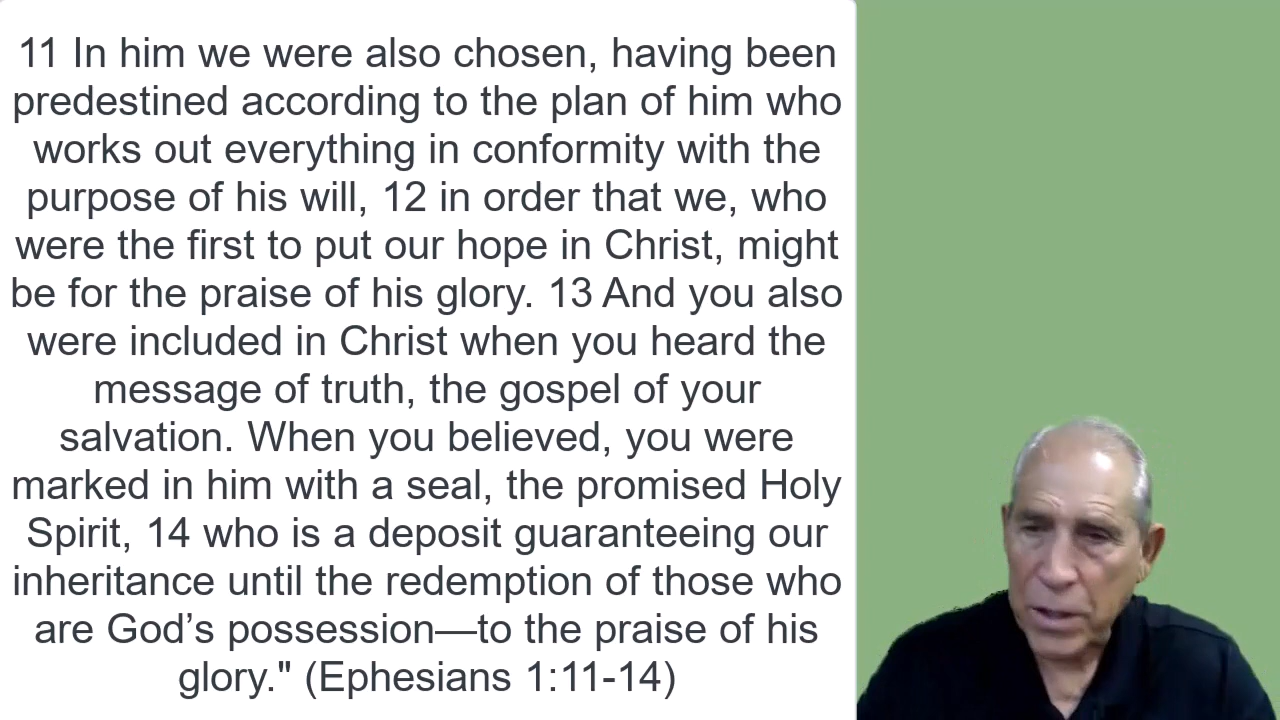 11 In him we were also chosen, having been
predestined according to the plan of him who
works out everything in conformity with the
purpose of his will, 12 in order that we, who
were the first to put our hope in Christ, might
be for the praise of his glory. 13 And you also
were included in Christ when you heard the
message of truth, the gospel of your
salvation. When you believed, you were
marked in him with a seal, the promised Holy
Spirit, 14 who is a deposit guaranteeing our
inheritance until the redemption of those who
are God’s possession—to the praise of his
glory." (Ephesians 1:11-14)